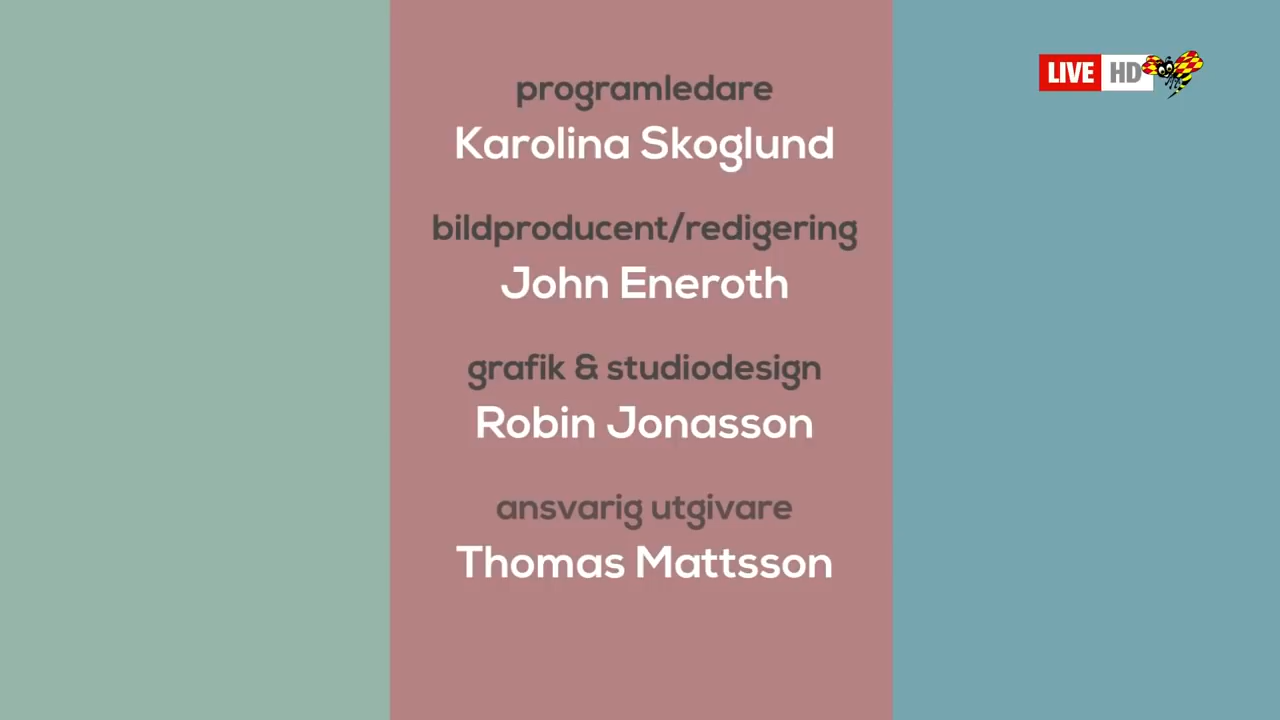 LIVE HD
programledare
Karolina Skoglund
bildproducent/redigering
John Eneroth
grafik & studiodesign
Robin Jonasson
ansvarig utgivare
Thomas Mattsson